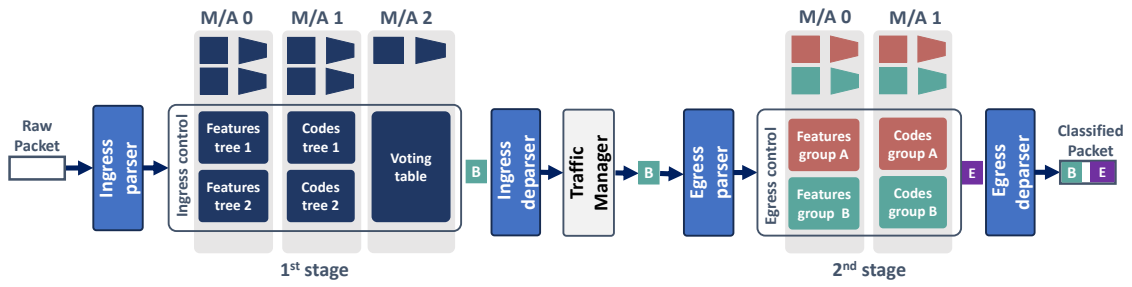 M/A 0
M/A 1
M/A 2
M/A 0
M/A 1
Raw
Packet
Ingress
parser
Ingress control
Features
tree 1
Features
tree 2
Codes
tree 1
Codes
tree 2
Voting
table
B
Ingress
deparser
Traffic
Manager
B
Egress
parser
Egress control
Features
group A
Features
group B
Codes
group A
Codes
group B
E
Egress
deparser
Classified
Packet
B
E
1st stage
2nd stage